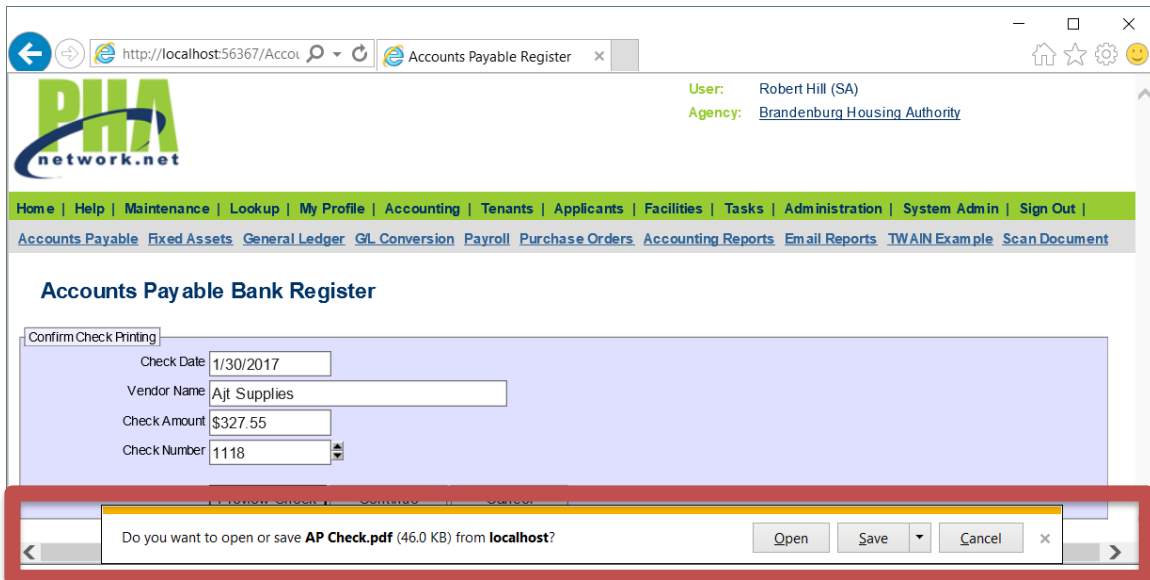 http://localhost:56367/Accou
Accounts Payable Register
PHA
network.net
User: Robert Hill (SA)
Agency: Brandenburg Housing Authority
Home | Help | Maintenance | Lookup | My Profile | Accounting | Tenants | Applicants | Facilities | Tasks | Administration | System Admin | Sign Out |
Accounts Payable Fixed Assets General Ledger G/L Conversion Payroll Purchase Orders Accounting Reports Email Reports TWAIN Example Scan Document
Accounts Payable Bank Register
Confirm Check Printing
Check Date 1/30/2017
Vendor Name Ajt Supplies
Check Amount $327.55
Check Number 1118
Preview Check Continue Cancel
Do you want to open or save AP Check.pdf (46.0 KB) from localhost?
Open Save Cancel